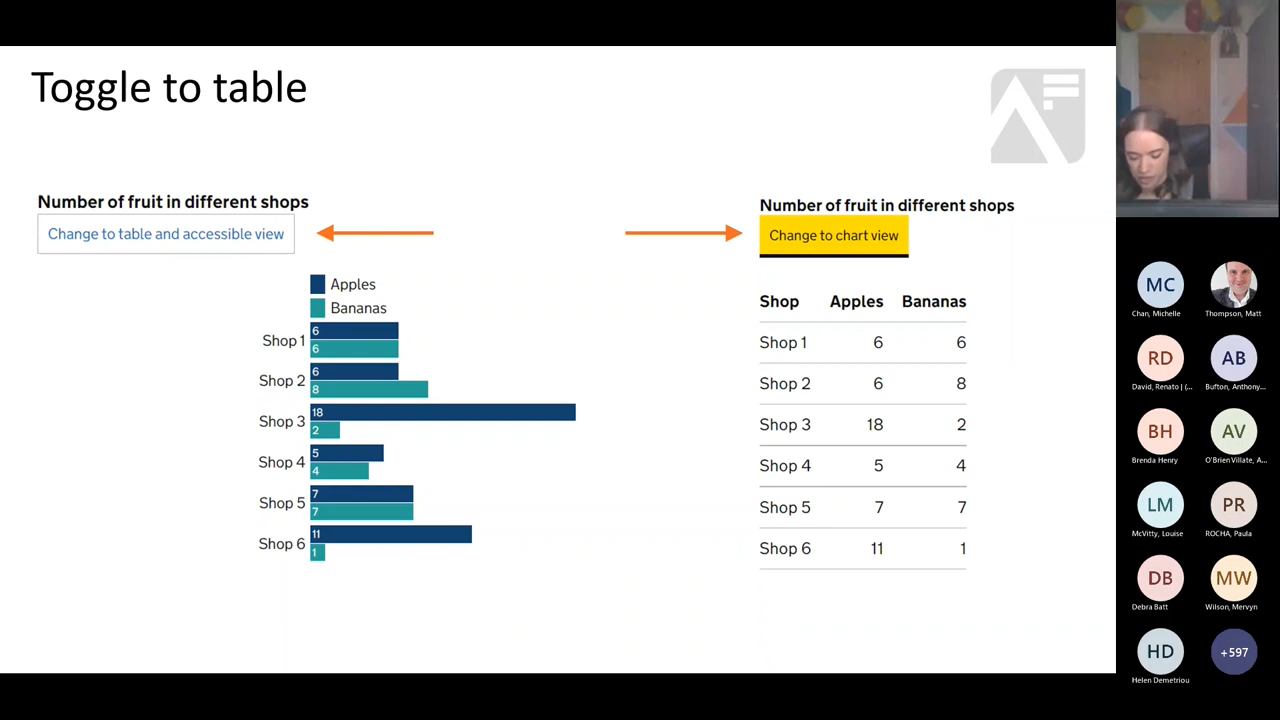 Toggle to table
Number of fruit in different shops
Change to table and accessible view
Apples
Bananas
Shop 1
6
6
Shop 2
6
8
Shop 3
18
2
Shop 4
5
4
Shop 5
7
7
Shop 6
11
1
Number of fruit in different shops
Change to chart view
Shop Apples Bananas
Shop 1 6 6
Shop 2 6 8
Shop 3 18 2
Shop 4 5 4
Shop 5 7 7
Shop 6 11 1
MC
Chan, Michelle
Thompson, Matt
RD AB
David, Renato J (... Bufton, Anthony...
BH AV
Brenda Henry O'Brien Villate, A...
LM PR
McVitty, Louise ROCHA, Paula
DB MW
Debra Batt Wilson, Mervyn
HD +597
Helen Demetriou